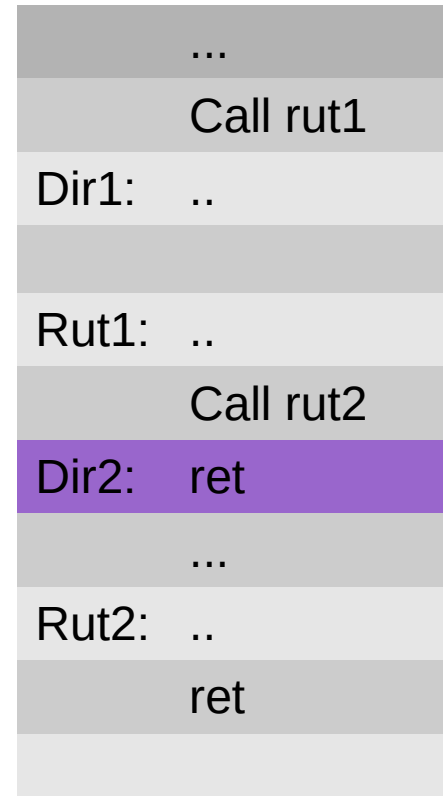 ...
Call rut1
Dir1: ..
Rut1: ..
Call rut2
Dir2: ret
...
Rut2: ..
ret